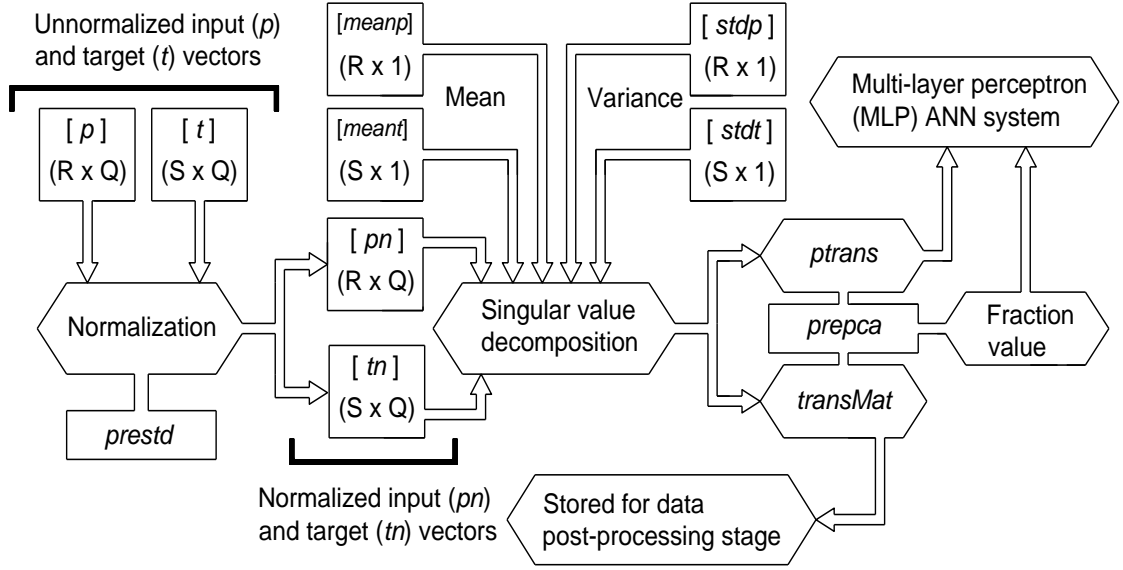 Unnormalized input (p)
and target (t) vectors
[ p ]
(R x Q)
[ t ]
(S x Q)
[meanp]
(R x 1)
Mean
[meant]
(S x 1)
[ stdp ]
(R x 1)
Variance
[ stdt ]
(S x 1)
Multi-layer perceptron
(MLP) ANN system
Normalization
prestd
[ pn ]
(R x Q)
[ tn ]
(S x Q)
Normalized input (pn)
and target (tn) vectors
Singular value
decomposition
ptrans
prepca
transMat
Fraction
value
Stored for data
post-processing stage